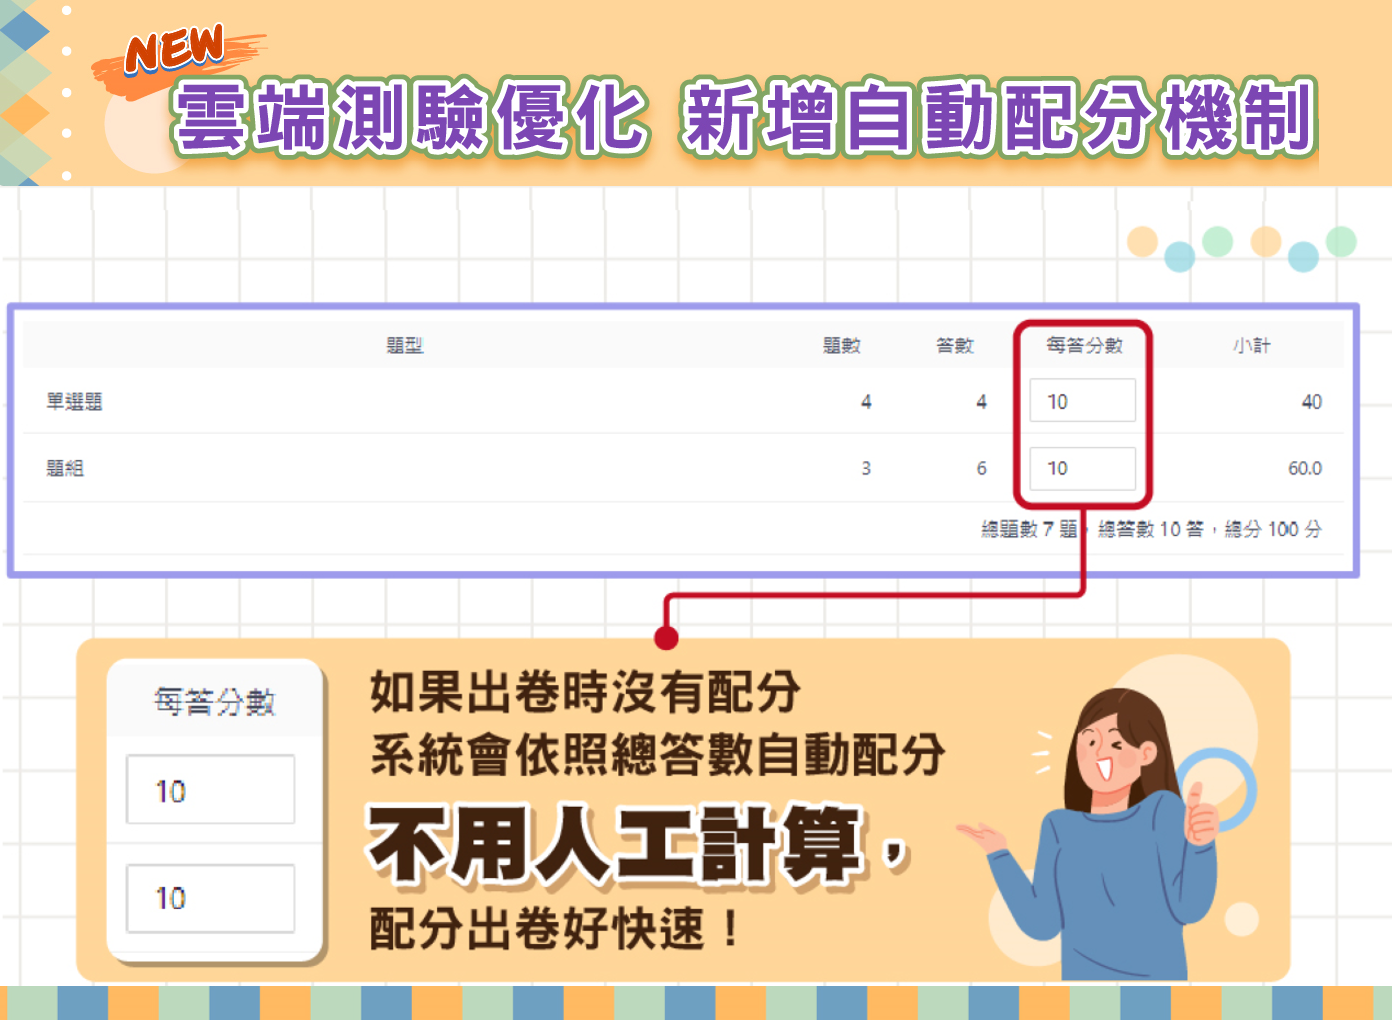 NEW
雲端測驗優化 新增自動配分機制
題型 題數 答數 每答分數 小計
單選題 4 4 10 40
題組 3 6 10 60.0
總題數 7 題，總答數 10 答，總分 100 分
每答分數
10
10
如果出卷時沒有配分
系統會依照總答數自動配分
不用人工計算，
配分出卷好快速！